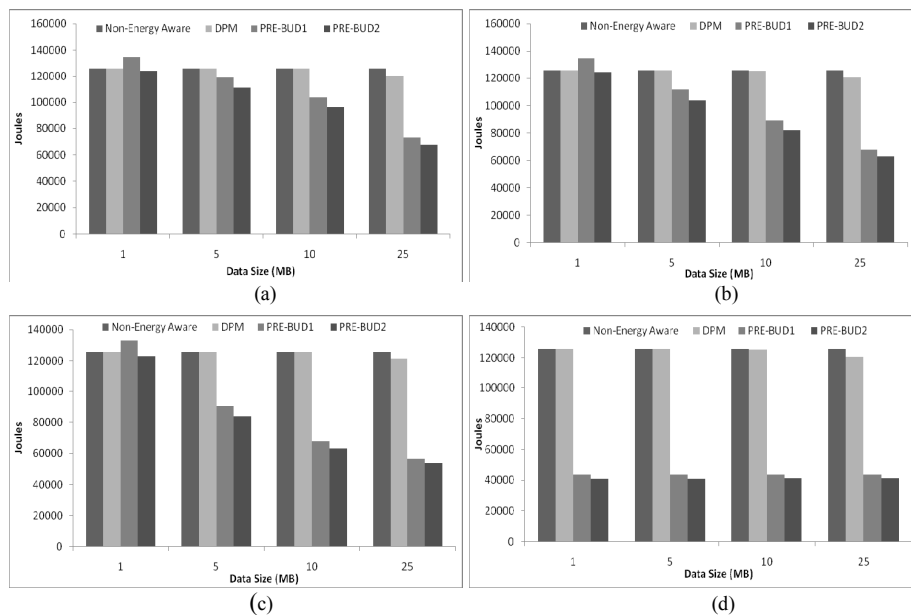 Non-Energy Aware DPM PRE-BUD1 PRE-BUD2
160000
140000
120000
100000
80000
60000
40000
20000
0
Joules
1 5 10 25
Data Size (MB)
(a)
Non-Energy Aware DPM PRE-BUD1 PRE-BUD2
160000
140000
120000
100000
80000
60000
40000
20000
0
Joules
1 5 10 25
Data Size (MB)
(b)
Non-Energy Aware DPM PRE-BUD1 PRE-BUD2
140000
120000
100000
80000
60000
40000
20000
0
Joules
1 5 10 25
Data Size (MB)
(c)
Non-Energy Aware DPM PRE-BUD1 PRE-BUD2
140000
120000
100000
80000
60000
40000
20000
0
Joules
1 5 10 25
Data Size (MB)
(d)